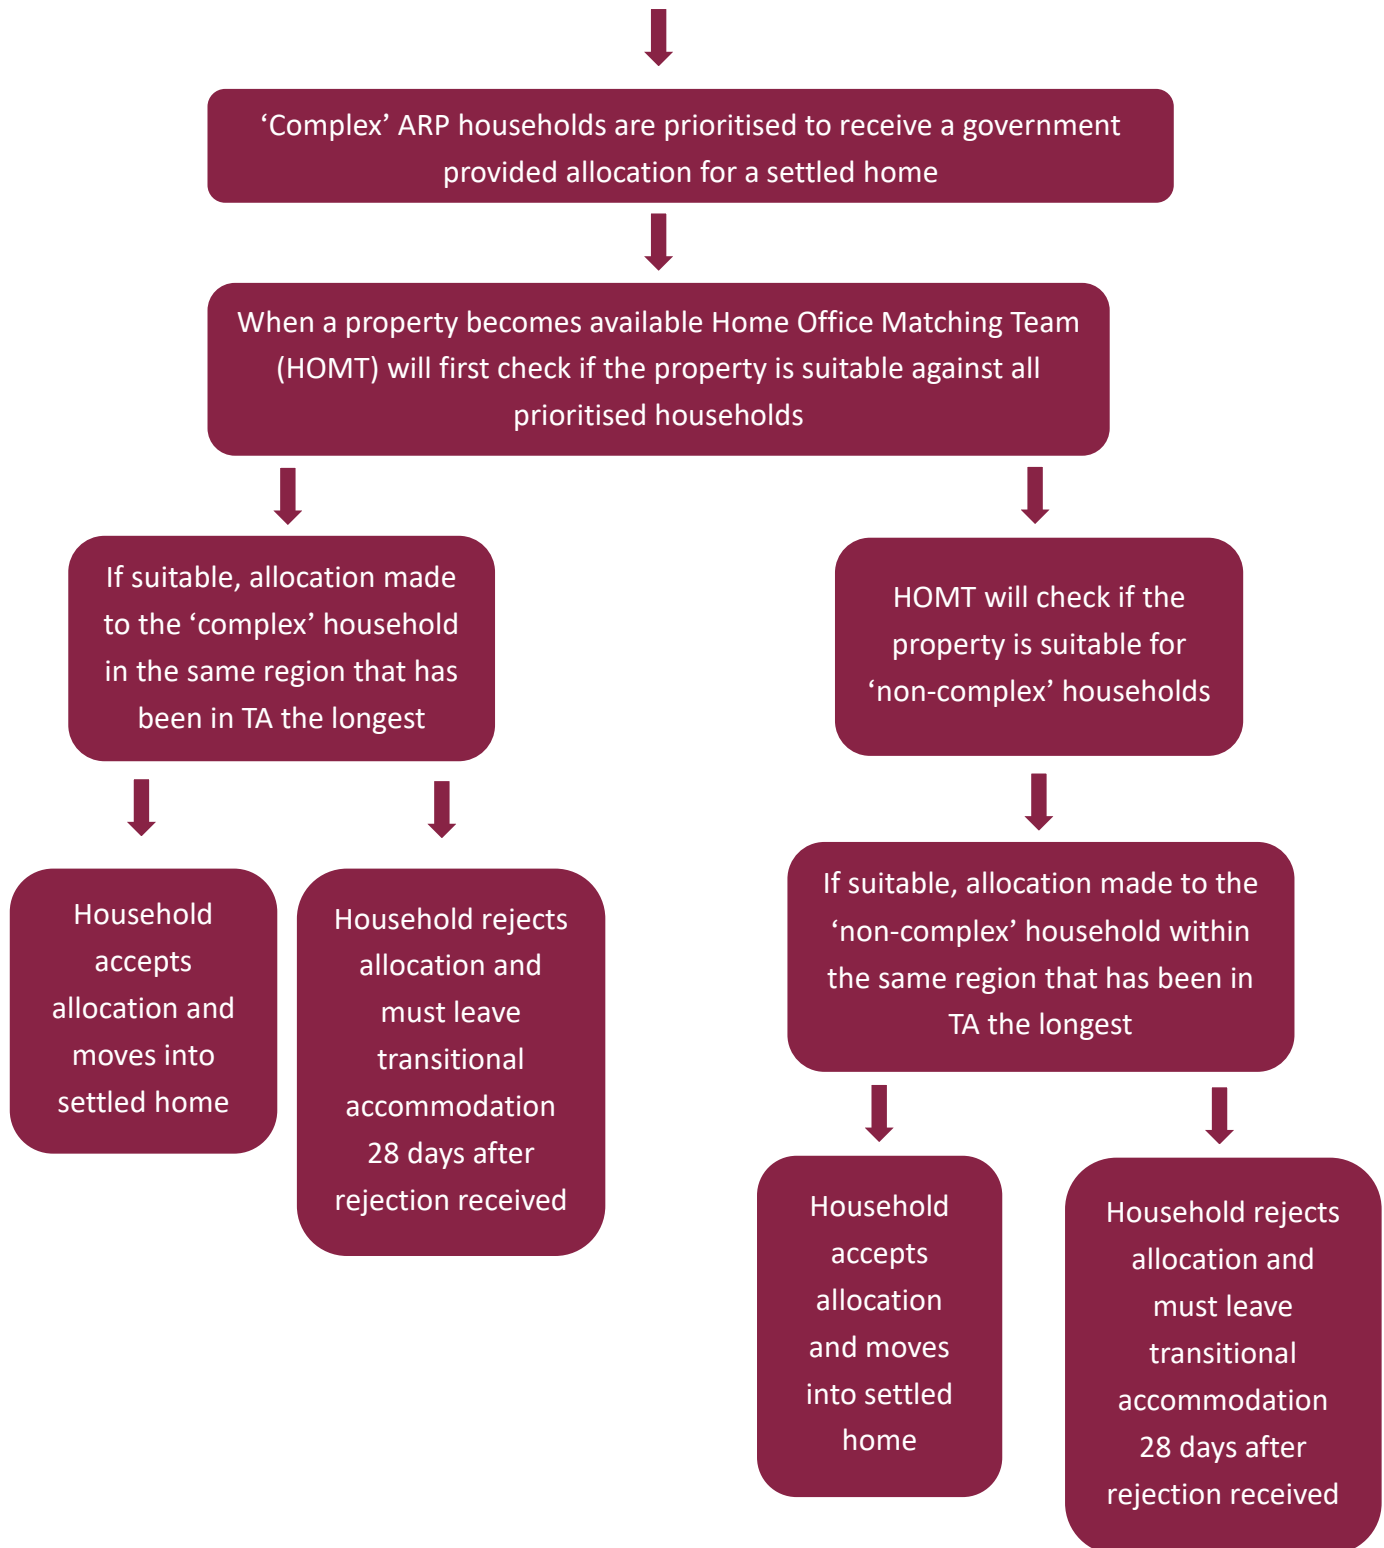 ‘Complex’ ARP households are prioritised to receive a government
provided allocation for a settled home
When a property becomes available Home Office Matching Team
(HOMT) will first check if the property is suitable against all
prioritised households
If suitable, allocation made
to the ‘complex’ household
in the same region that has
been in TA the longest
Household
accepts
allocation and
moves into
settled home
Household rejects
allocation and
must leave
transitional
accommodation
28 days after
rejection received
HOMT will check if the
property is suitable for
‘non-complex’ households
If suitable, allocation made to the
‘non-complex’ household within
the same region that has been in
TA the longest
Household
accepts
allocation
and moves
into settled
home
Household rejects
allocation and
must leave
transitional
accommodation
28 days after
rejection received